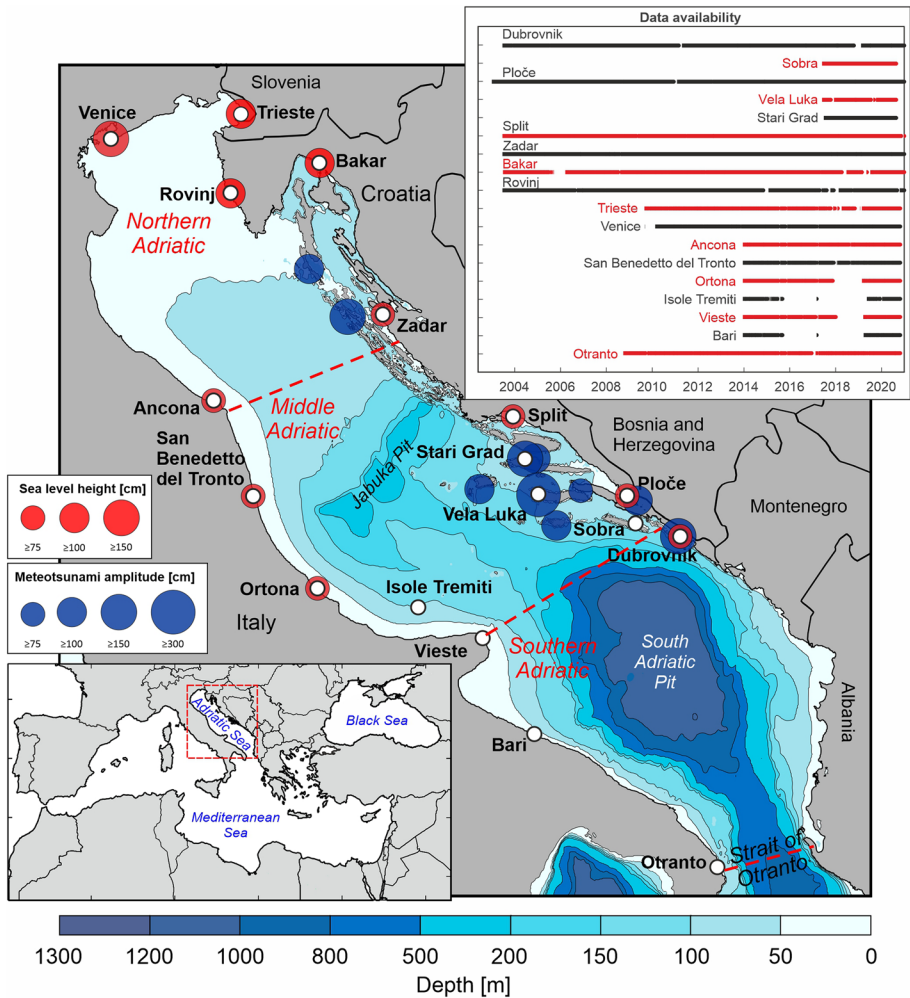 Data availability
Dubrovnik
Sobra
Ploče
Vela Luka
Stari Grad
Split
Zadar
Bakar
Rovinj
Trieste
Venice
Ancona
San Benedetto del Tronto
Ortona
Isole Tremiti
Vieste
Bari
Otranto
2004 2006 2008 2010 2012 2014 2016 2018 2020
Slovenia
Venice
Trieste
Bakar
Croatia
Rovinj
Northern
Adriatic
Zadar
Ancona
Middle
Adriatic
Split
Bosnia and
Herzegovina
San
Benedetto
del Tronto
Stari Grad
Jabuka Pit
Ploče
Montenegro
Vela Luka
Sobra
Dubrovnik
Sea level height [cm]
≥75 ≥100 ≥150
Meteotsunami amplitude [cm]
≥75 ≥100 ≥150 ≥300
Ortona
Isole Tremiti
Italy
Vieste
Southern
Adriatic
South
Adriatic
Pit
Albania
Bari
Otranto
Strait of
Otranto
Adriatic Sea
Black Sea
Mediterranean
Sea
1300 1200 1000 800 500 200 150 100 50 0
Depth [m]